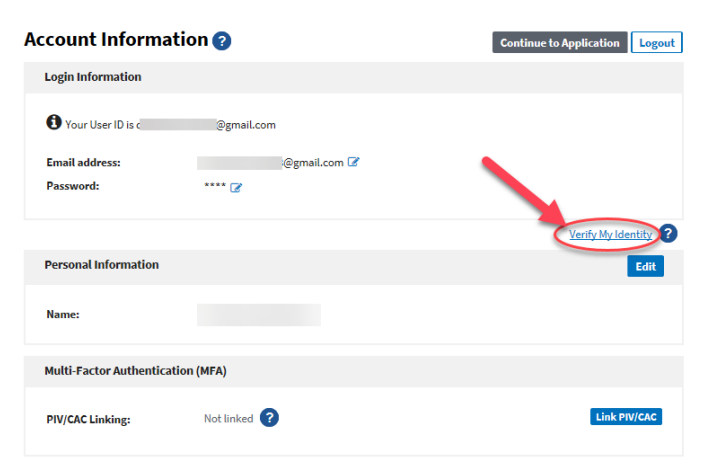 Account Information ?
Continue to Application Logout
Login Information
i Your User ID is @gmail.com
Email address: @gmail.com
Password: ****
Verify My Identity ?
Personal Information Edit
Name:
Multi-Factor Authentication (MFA)
PIV/CAC Linking: Not linked ? Link PIV/CAC